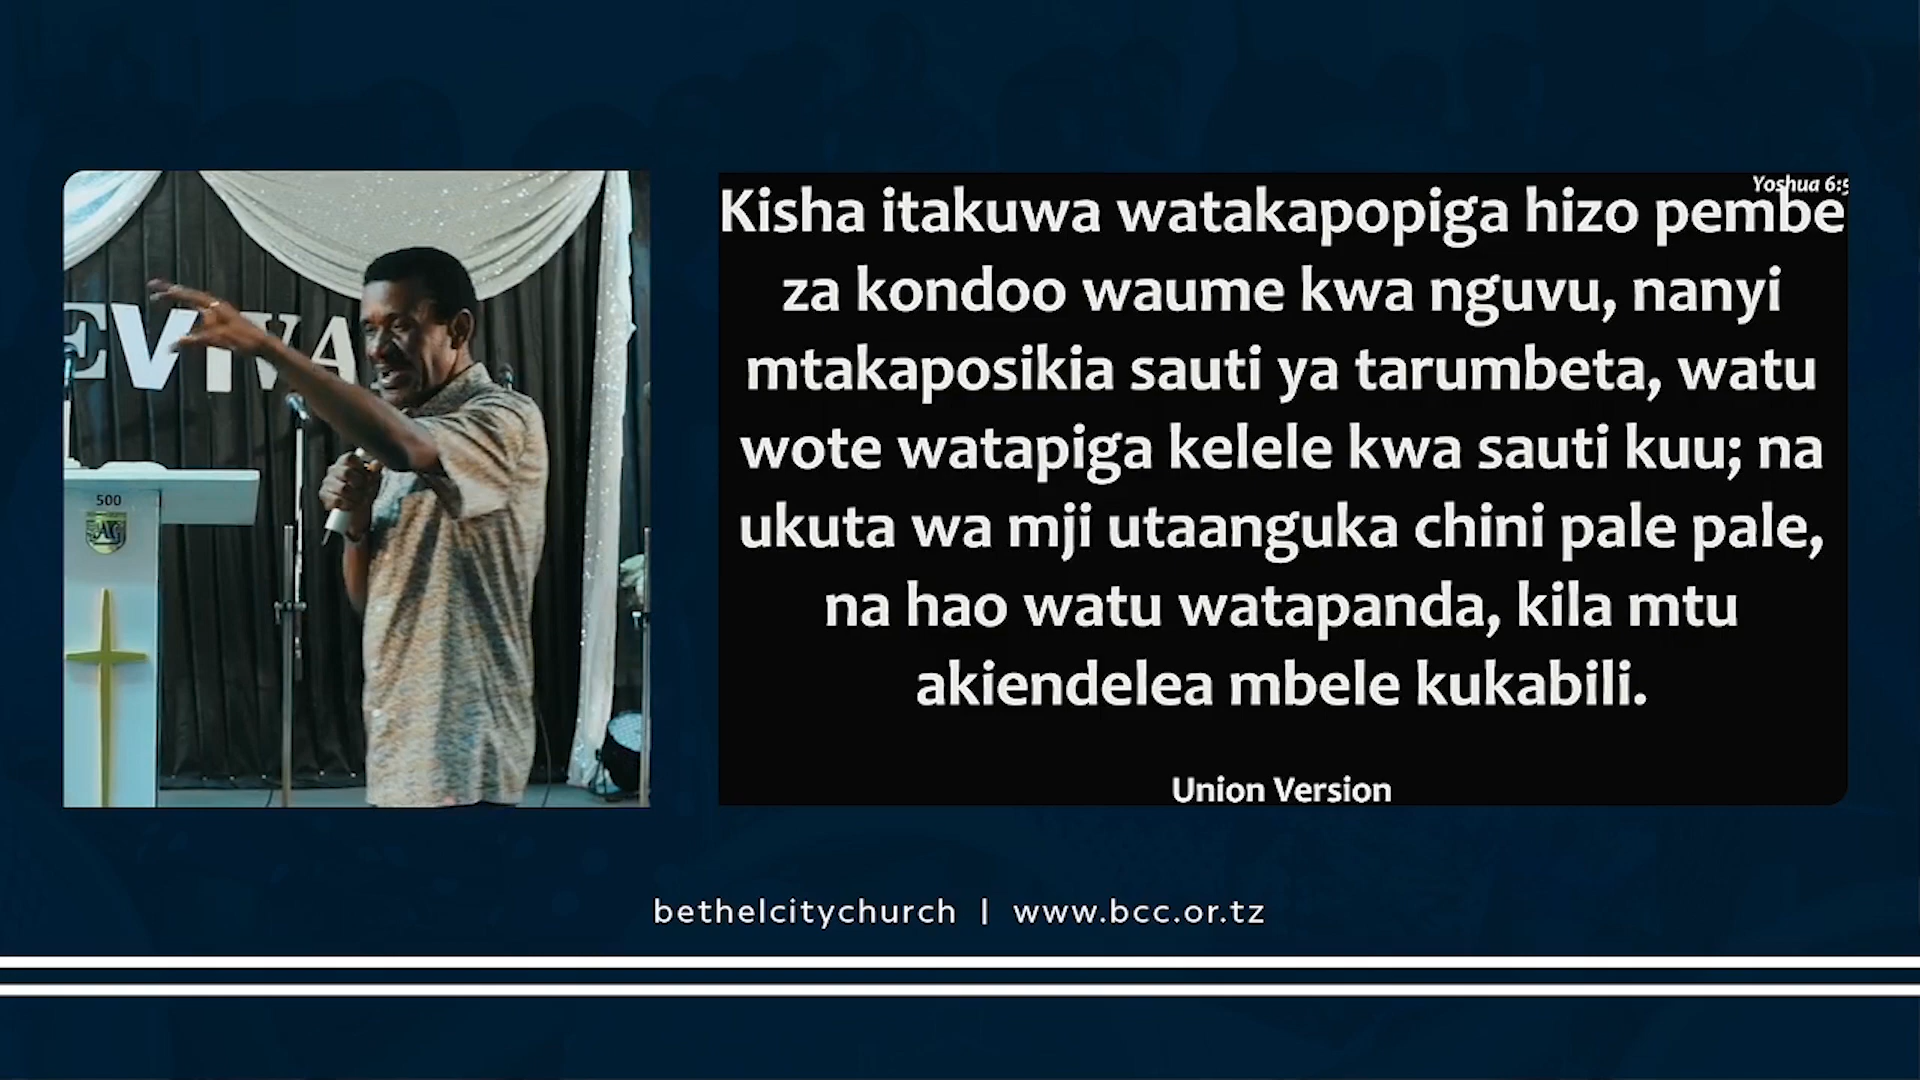 EVIVA
500
Yoshua 6:5
Kisha itakuwa watakapopiga hizo pembe
za kondoo waume kwa nguvu, nanyi
mtakaposikia sauti ya tarumbeta, watu
wote watapiga kelele kwa sauti kuu; na
ukuta wa mji utaanguka chini pale pale,
na hao watu watapanda, kila mtu
akiendelea mbele kukabili.
Union Version
bethelcitychurch | www.bcc.or.tz